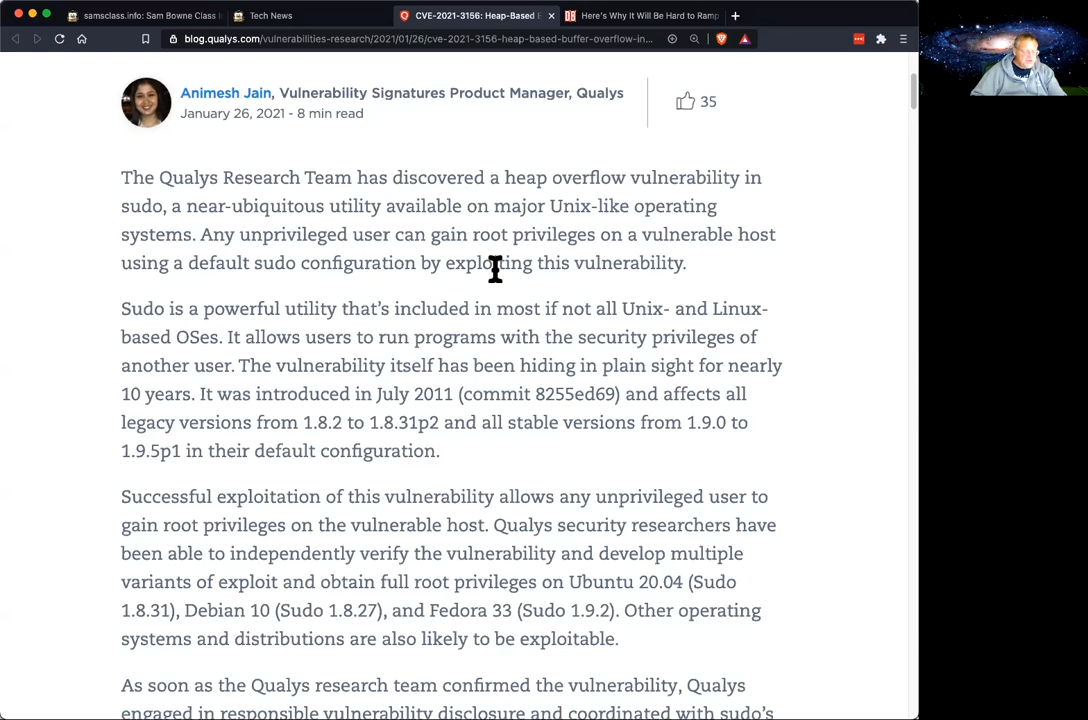 samsclass.info: Sam Bowne Class I
Tech News
CVE-2021-3156: Heap-Based B
Here's Why It Will Be Hard to Ramp
blog.qualys.com/vulnerabilities-research/2021/01/26/cve-2021-3156-heap-based-buffer-overflow-in...
Animesh Jain, Vulnerability Signatures Product Manager, Qualys
January 26, 2021 - 8 min read
35
The Qualys Research Team has discovered a heap overflow vulnerability in
sudo, a near-ubiquitous utility available on major Unix-like operating
systems. Any unprivileged user can gain root privileges on a vulnerable host
using a default sudo configuration by exploiting this vulnerability.
Sudo is a powerful utility that's included in most if not all Unix- and Linux-
based OSes. It allows users to run programs with the security privileges of
another user. The vulnerability itself has been hiding in plain sight for nearly
10 years. It was introduced in July 2011 (commit 8255ed69) and affects all
legacy versions from 1.8.2 to 1.8.31p2 and all stable versions from 1.9.0 to
1.9.5p1 in their default configuration.
Successful exploitation of this vulnerability allows any unprivileged user to
gain root privileges on the vulnerable host. Qualys security researchers have
been able to independently verify the vulnerability and develop multiple
variants of exploit and obtain full root privileges on Ubuntu 20.04 (Sudo
1.8.31), Debian 10 (Sudo 1.8.27), and Fedora 33 (Sudo 1.9.2). Other operating
systems and distributions are also likely to be exploitable.
As soon as the Qualys research team confirmed the vulnerability, Qualys
engaged in responsible vulnerability disclosure and coordinated with sudo's